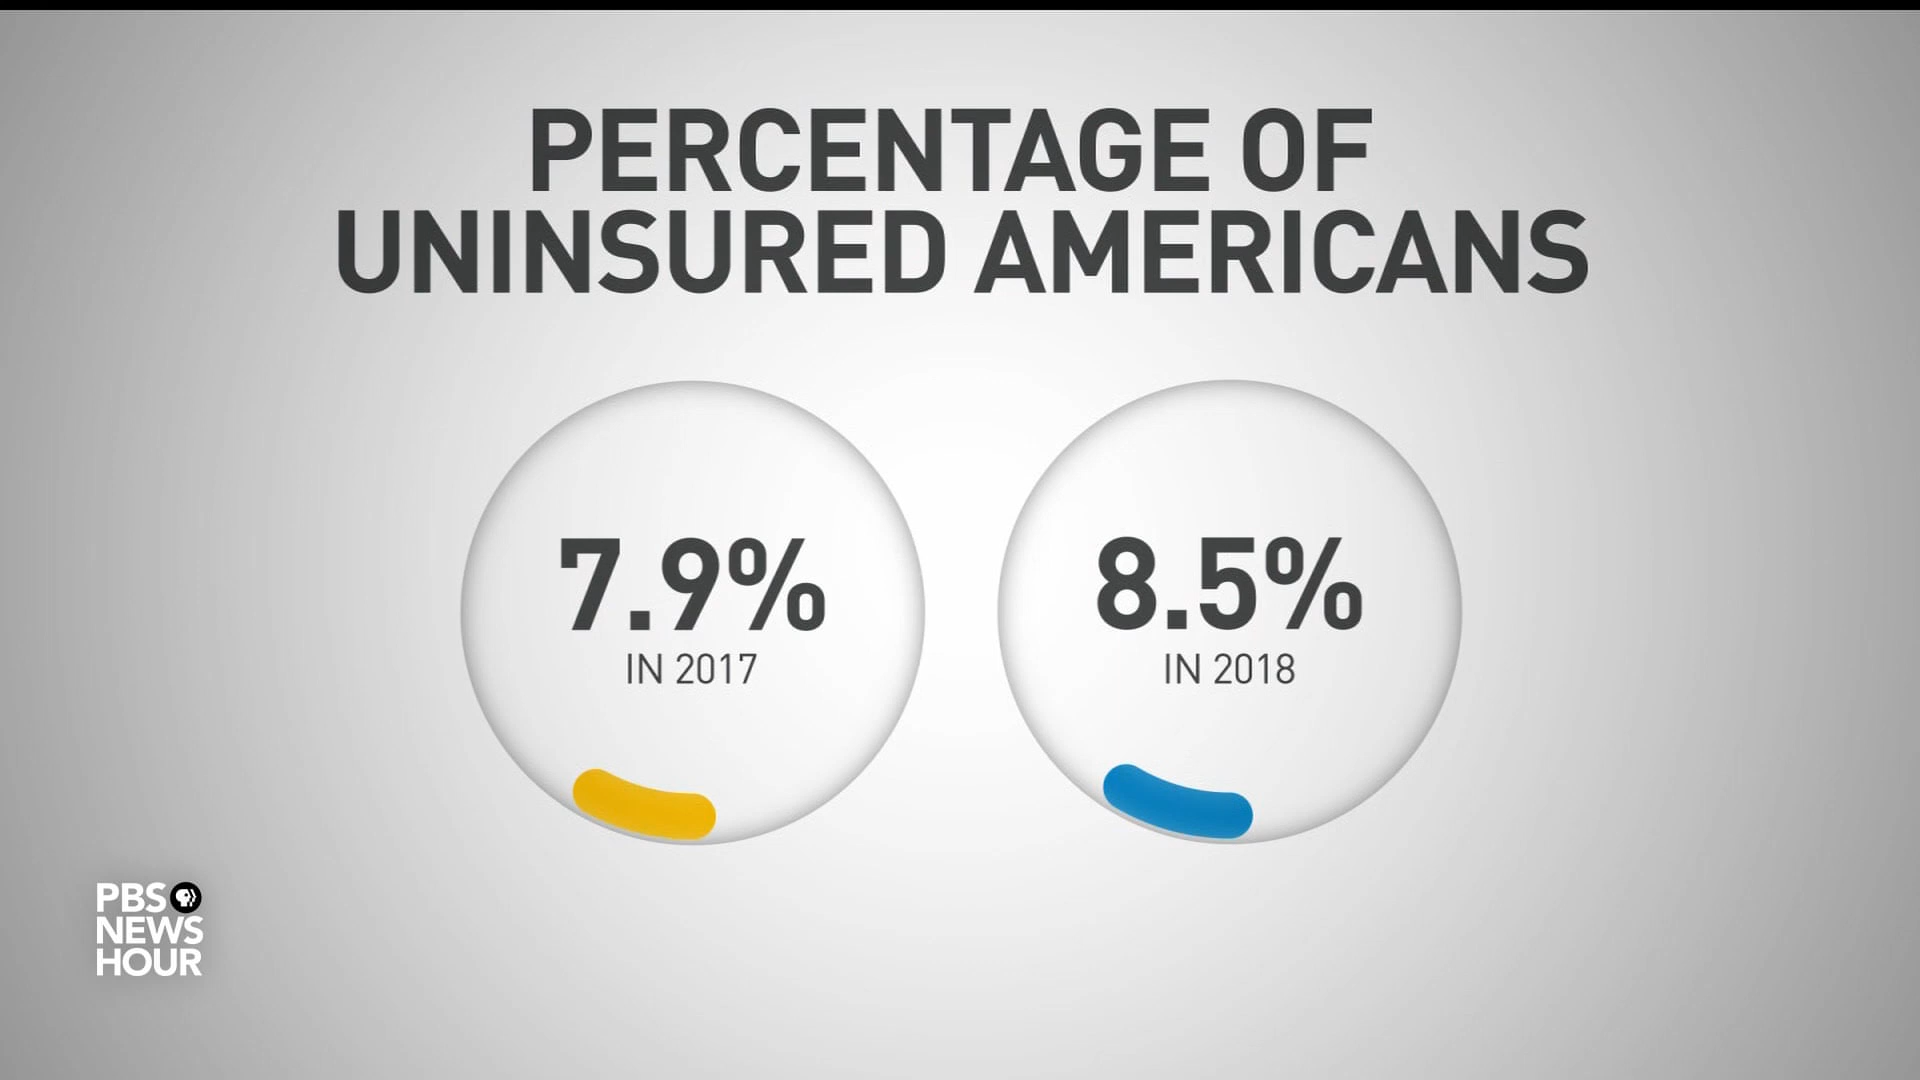 PERCENTAGE OF
UNINSURED AMERICANS
7.9%
IN 2017
8.5%
IN 2018
PBS
NEWS
HOUR